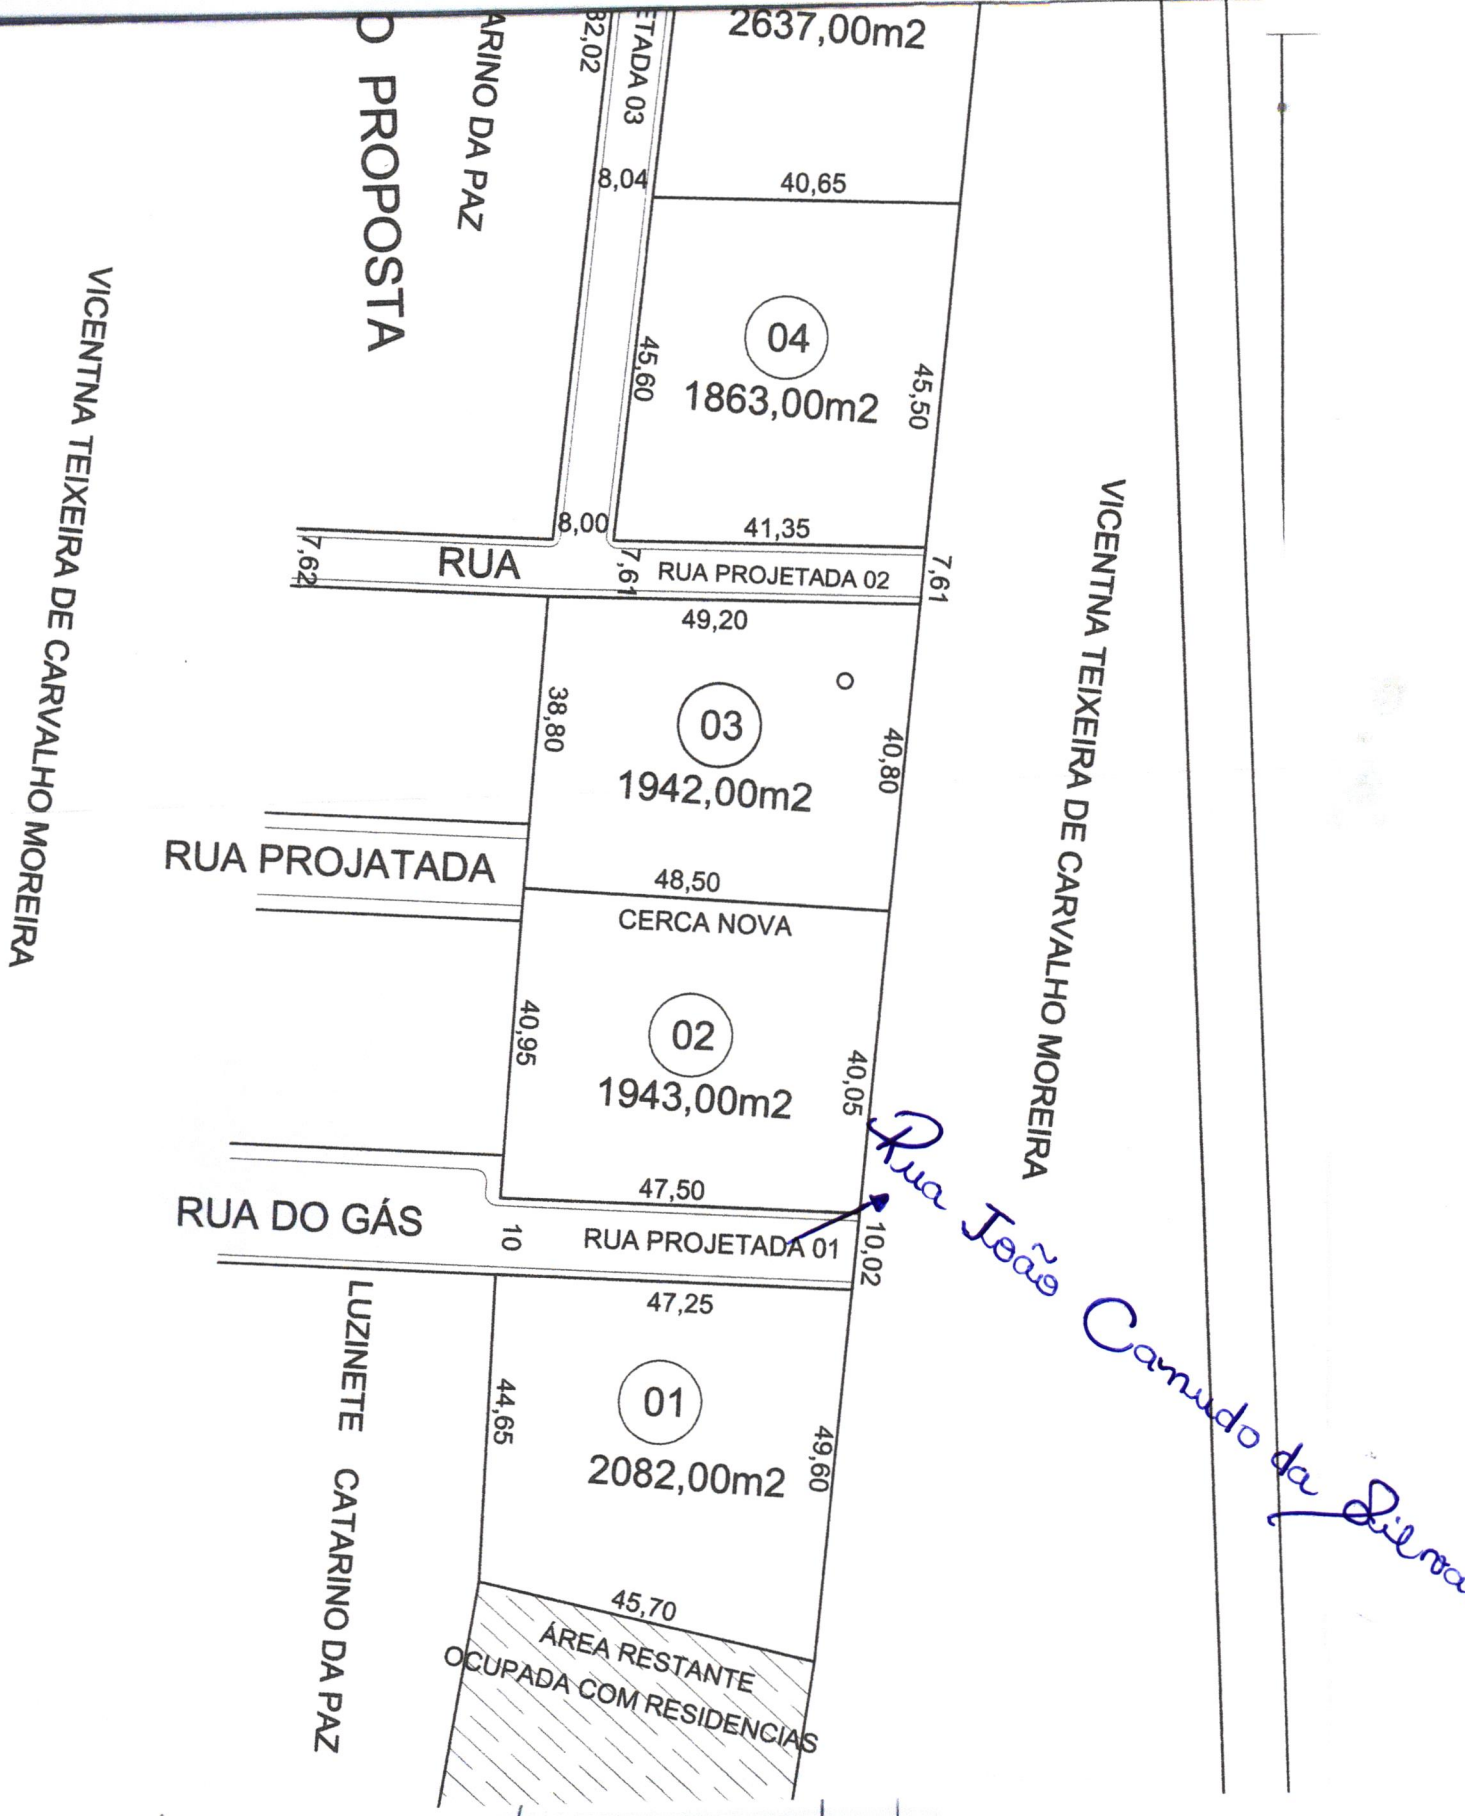 2637,00m2
ETADA 03
82,02
ARINO DA PAZ
O PROPOSTA
8,04
40,65
04
1863,00m2
45,60
45,50
VICENTNA TEIXEIRA DE CARVALHO MOREIRA
VICENTNA TEIXEIRA DE CARVALHO MOREIRA
8,00
41,35
7,62
RUA
7,61
RUA PROJETADA 02
7,61
49,20
38,80
03
1942,00m2
40,80
RUA PROJATADA
48,50
CERCA NOVA
40,95
02
1943,00m2
40,05
47,50
RUA DO GÁS
10
RUA PROJETADA 01
10,02
Rua João Camudo da Silva
47,25
LUZINETE CATARINO DA PAZ
44,65
01
2082,00m2
49,60
45,70
ÁREA RESTANTE
OCUPADA COM RESIDENCIAS